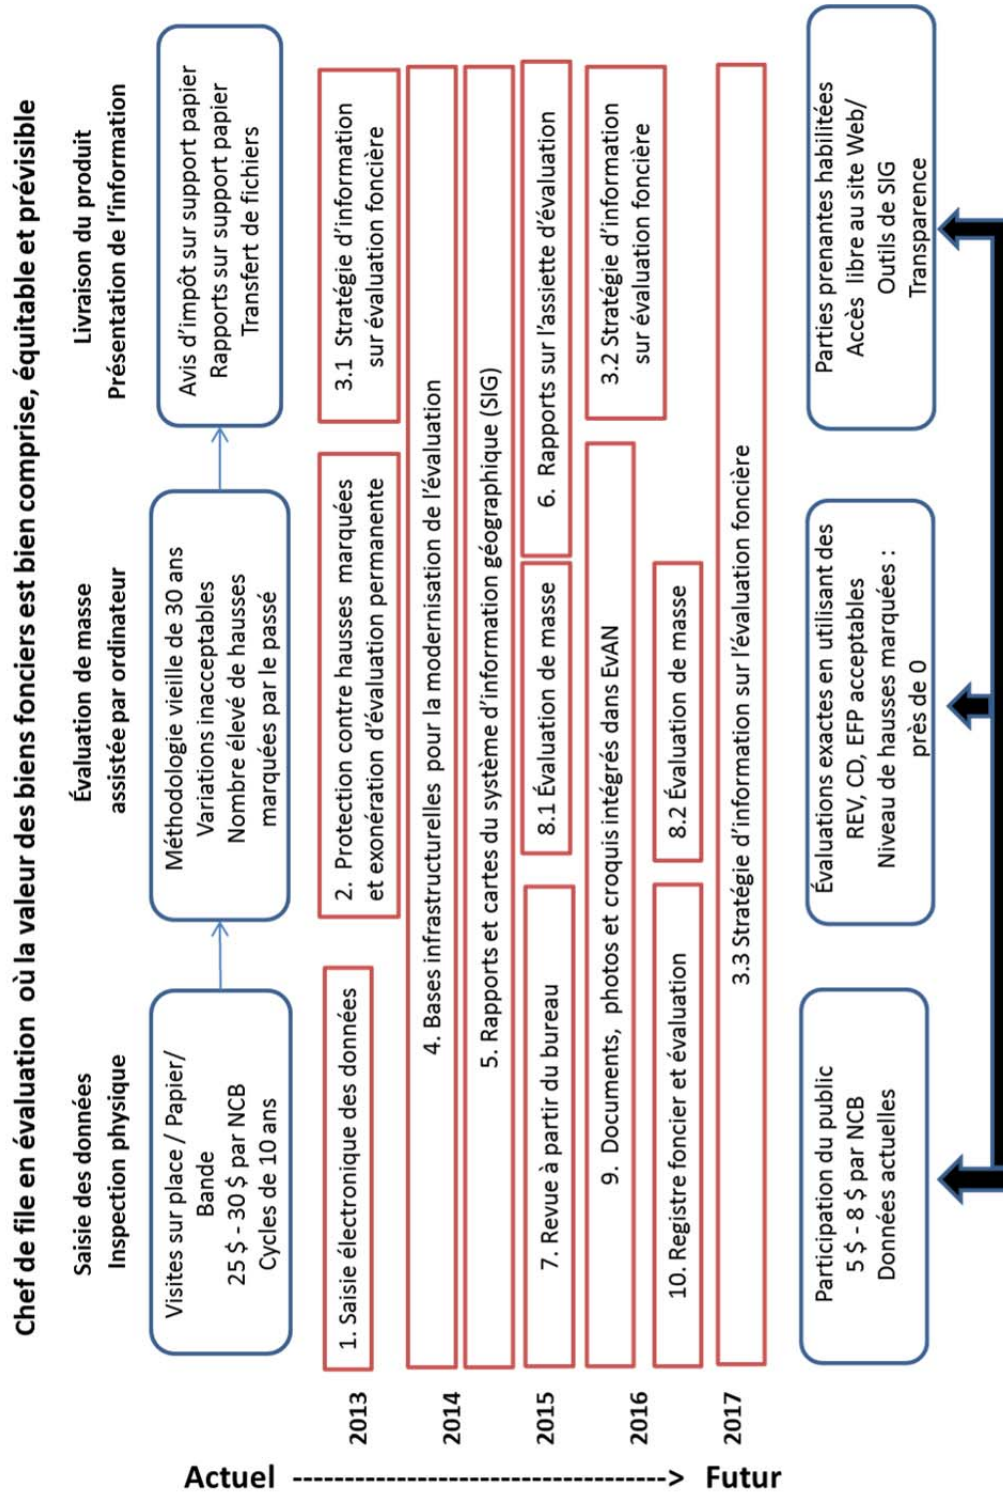 Chef de file en évaluation où la valeur des biens fonciers est bien comprise, équitable et prévisible
Saisie des données
Inspection physique
Évaluation de masse
assistée par ordinateur
Livraison du produit
Présentation de l'information
Visites sur place / Papier/
Bande
25 $ - 30 $ par NCB
Cycles de 10 ans
Méthodologie vieille de 30 ans
Variations inacceptables
Nombre élevé de hausses
marquées par le passé
Avis d'impôt sur support papier
Rapports sur support papier
Transfert de fichiers
2013
1. Saisie électronique des données
2. Protection contre hausses marquées
et exonération d'évaluation permanente
3.1 Stratégie d'information
sur évaluation foncière
2014
4. Bases infrastructurelles pour la modernisation de l'évaluation
5. Rapports et cartes du système d'information géographique (SIG)
2015
7. Revue à partir du bureau
8.1 Évaluation de masse
6. Rapports sur l'assiette d'évaluation
2016
9. Documents, photos et croquis intégrés dans EvAN
3.2 Stratégie d'information
sur évaluation foncière
10. Registre foncier et évaluation
8.2 Évaluation de masse
2017
3.3 Stratégie d'information sur l'évaluation foncière
Participation du public
5 $ - 8 $ par NCB
Données actuelles
Évaluations exactes en utilisant des
REV, CD, EFP acceptables
Niveau de hausses marquées :
près de 0
Parties prenantes habilitées
Accès libre au site Web/
Outils de SIG
Transparence
Actuel ------------------------------> Futur